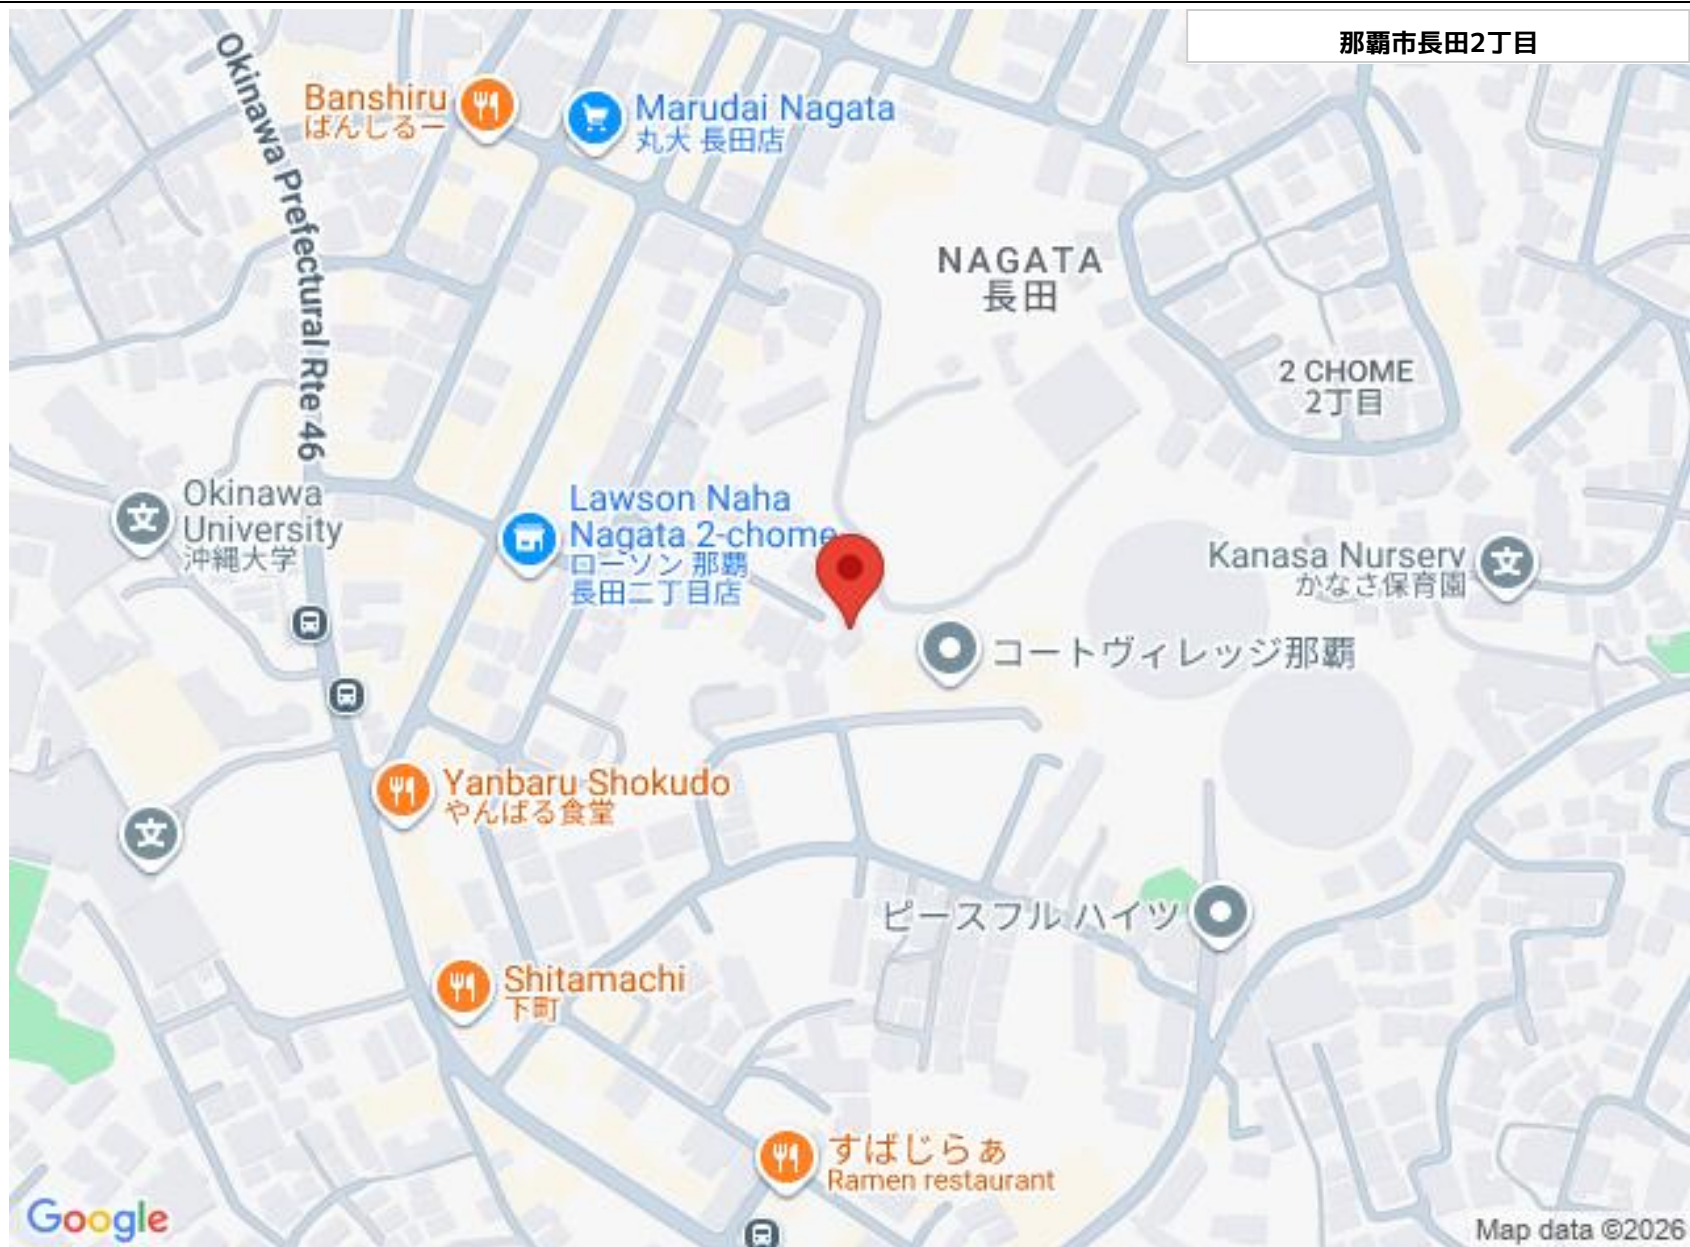 那覇市長田2丁目
Okinawa Prefectural Rte 46
Banshiru
ばんしるー
Marudai Nagata
丸大 長田店
NAGATA
長田
2 CHOME
2丁目
Okinawa
University
沖縄大学
Lawson Naha
Nagata 2-chome
ローソン 那覇
長田二丁目店
Kanasa Nursery
かなさ保育園
コートヴィレッジ那覇
Yanbaru Shokudo
やんばる食堂
ピースフル ハイツ
Shitamachi
下町
すばじらぁ
Ramen restaurant
Google
Map data ©2026
文
文
文